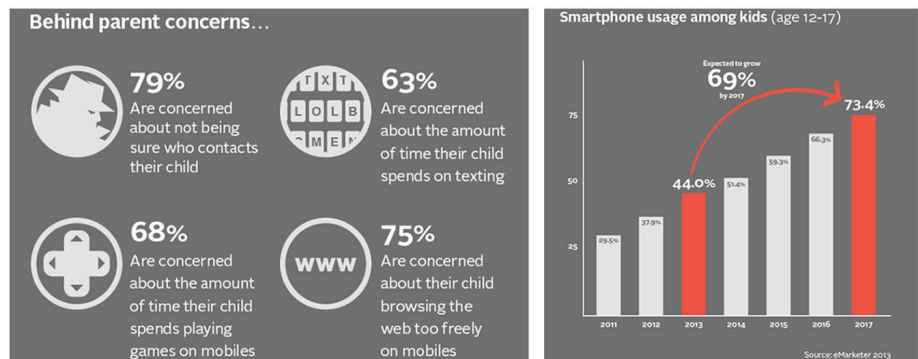 Behind parent concerns...
79%
Are concerned
about not being
sure who contacts
their child
T X T
L O L B
C M E N
63%
Are concerned
about the amount
of time their child
spends on texting
68%
Are concerned
about the amount
of time their child
spends playing
games on mobiles
www
75%
Are concerned
about their child
browsing the
web too freely
on mobiles
Smartphone usage among kids (age 12-17)
Expected to grow
69%
by 2017
75
50
25
29.5%
37.9%
44.0%
51.4%
59.3%
66.3%
73.4%
2011 2012 2013 2014 2015 2016 2017
Source: eMarketer 2013